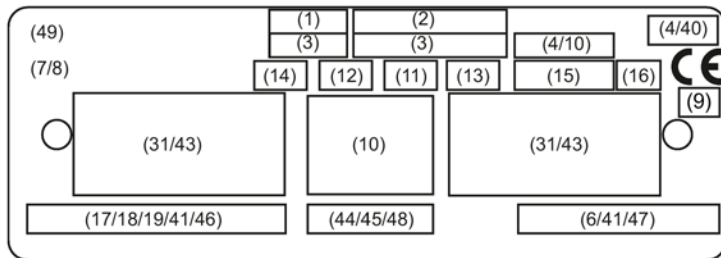 (49) (1) (2) (4/40)
(3) (3) (4/10)
(7/8) (14) (12) (11) (13) (15) (16) CE
(9)
(31/43) (10) (31/43)
(17/18/19/41/46) (44/45/48) (6/41/47)